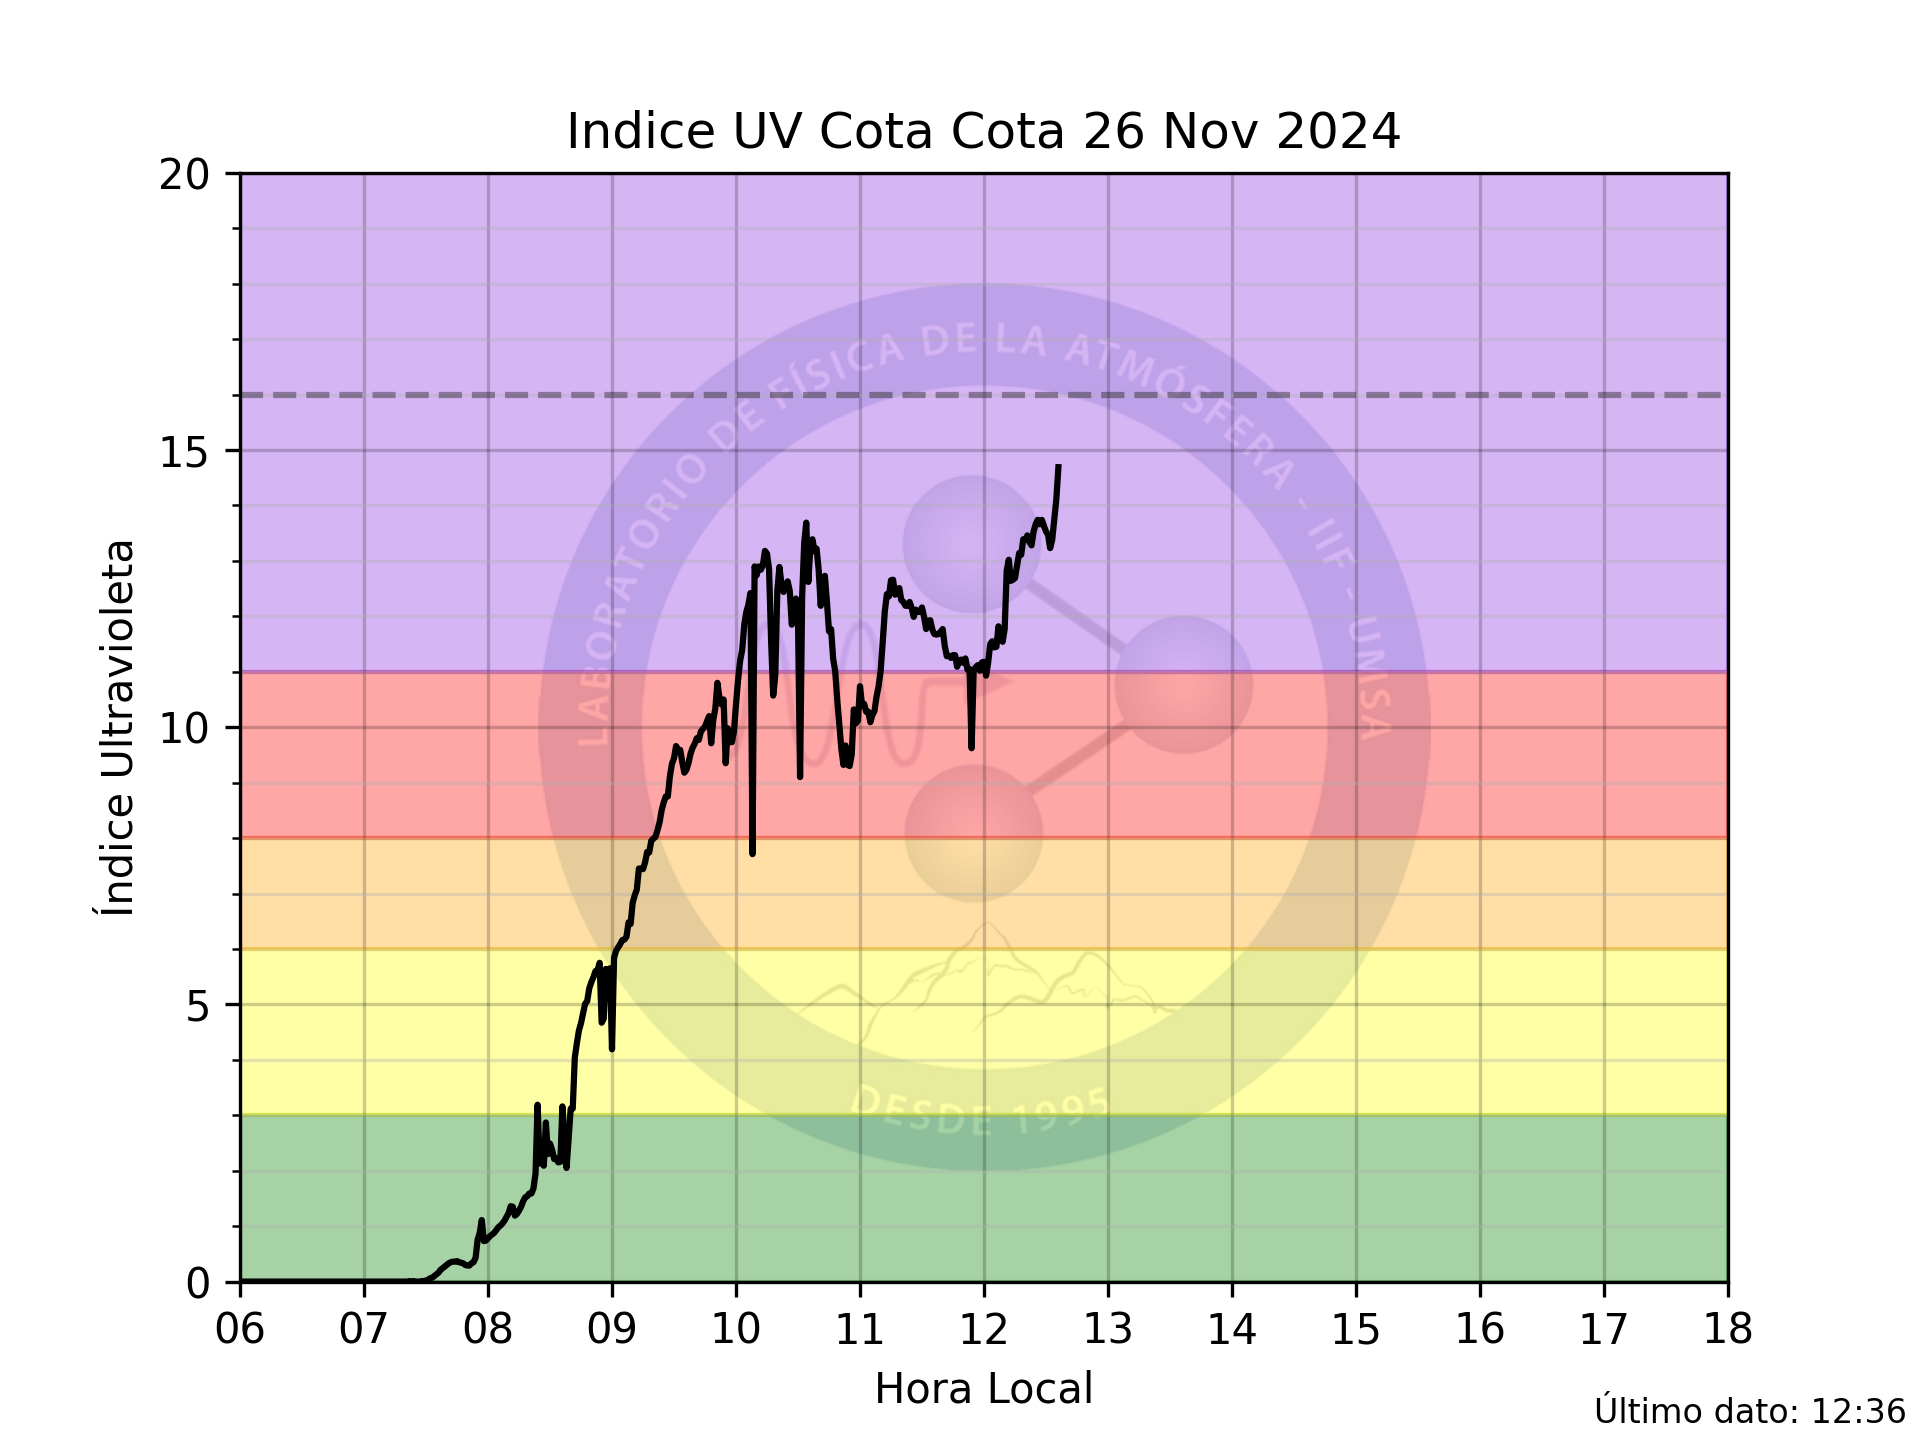 Indice UV Cota Cota 26 Nov 2024
20
15
10
5
0
Índice Ultravioleta
LABORATORIO DE FÍSICA DE LA ATMÓSFERA - IIF - UMSA
DESDE 1995
06 07 08 09 10 11 12 13 14 15 16 17 18
Hora Local
Último dato: 12:36